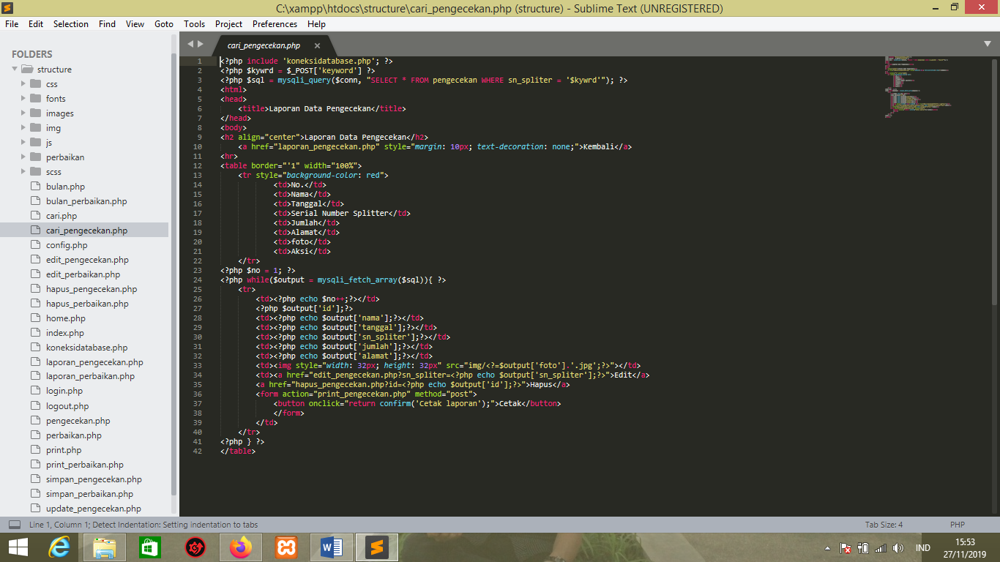 C:\xampp\htdocs\structure\cari_pengecekan.php (structure) - Sublime Text (UNREGISTERED)
File Edit Selection Find View Goto Tools Project Preferences Help
FOLDERS
structure
css
fonts
images
img
js
perbaikan
scss
bulan.php
bulan_perbaikan.php
cari.php
cari_pengecekan.php
config.php
edit_pengecekan.php
edit_perbaikan.php
hapus_pengecekan.php
hapus_perbaikan.php
home.php
index.php
koneksidatabase.php
laporan_pengecekan.php
laporan_perbaikan.php
login.php
logout.php
pengecekan.php
perbaikan.php
print.php
print_perbaikan.php
simpan_pengecekan.php
simpan_perbaikan.php
update_pengecekan.php
cari_pengecekan.php
1 <?php include 'koneksidatabase.php'; ?>
2 <?php $kywrd = $_POST['keyword'] ?>
3 <?php $sql = mysqli_query($conn, "SELECT * FROM pengecekan WHERE sn_spliter = '$kywrd'"); ?>
4 <html>
5 <head>
6 <title>Laporan Data Pengecekan</title>
7 </head>
8 <body>
9 <h2 align="center">Laporan Data Pengecekan</h2>
10 <a href="laporan_pengecekan.php" style="margin: 10px; text-decoration: none;">Kembali</a>
11 <hr>
12 <table border="'1" width="100%">
13 <tr style="background-color: red">
14 <td>No.</td>
15 <td>Nama</td>
16 <td>Tanggal</td>
17 <td>Serial Number Splitter</td>
18 <td>Jumlah</td>
19 <td>Alamat</td>
20 <td>foto</td>
21 <td>Aksi</td>
22 </tr>
23 <?php $no = 1; ?>
24 <?php while($output = mysqli_fetch_array($sql)){ ?>
25 <tr>
26 <td><?php echo $no++;?></td>
27 <?php $output['id'];?>
28 <td><?php echo $output['nama'];?></td>
29 <td><?php echo $output['tanggal'];?></td>
30 <td><?php echo $output['sn_spliter'];?></td>
31 <td><?php echo $output['jumlah'];?></td>
32 <td><?php echo $output['alamat'];?></td>
33 <td><img style="width: 32px; height: 32px" src="img/<?=$output['foto'].'.jpg';?>"></td>
34 <td><a href="edit_pengecekan.php?sn_spliter=<?php echo $output['sn_spliter'];?>">Edit</a>
35 <a href="hapus_pengecekan.php?id=<?php echo $output['id'];?>">Hapus</a>
36 <form action="print_pengecekan.php" method="post">
37 <button onclick="return confirm('Cetak laporan');">Cetak</button>
38 </form>
39 </td>
40 </tr>
41 <?php } ?>
42 </table>
Line 1, Column 1; Detect Indentation: Setting indentation to tabs
Tab Size: 4
PHP
IND
15:53
27/11/2019